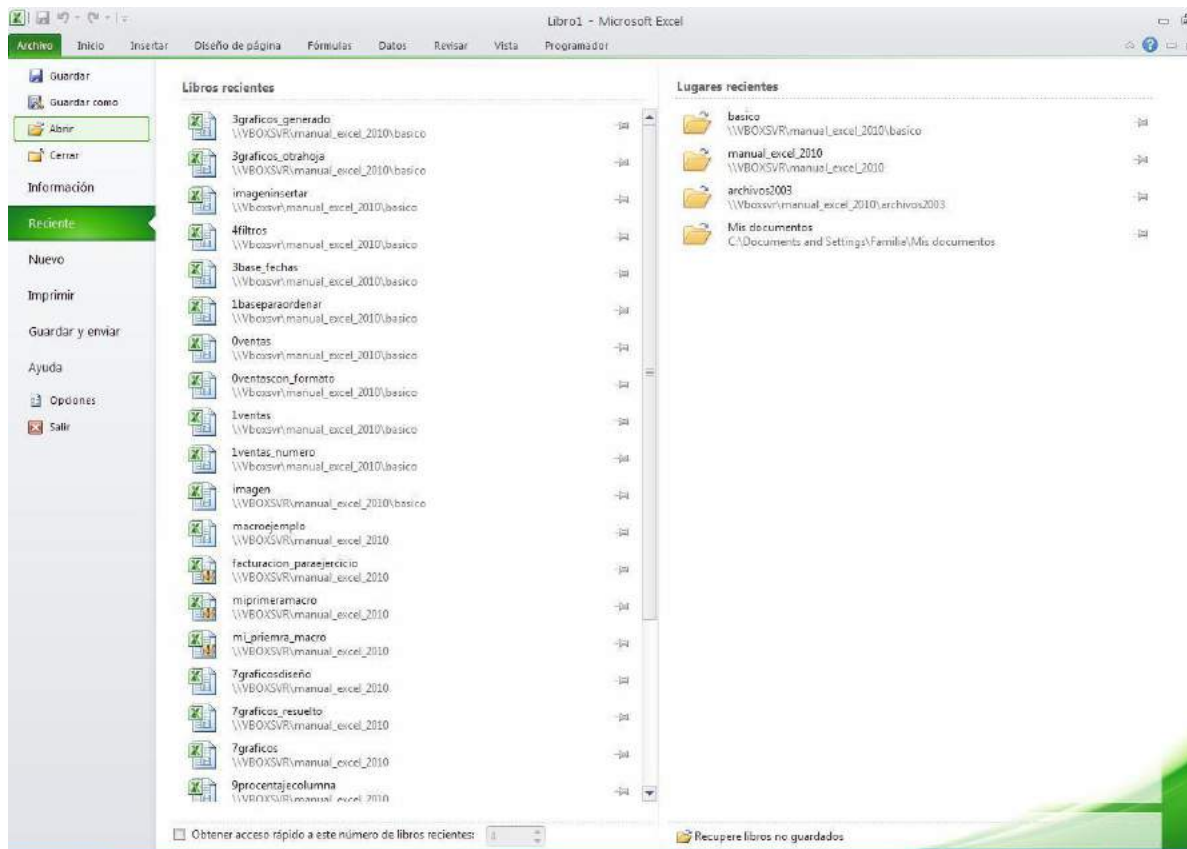 Libro1 - Microsoft Excel
Archivo Inicio Insertar Diseño de página Fórmulas Datos Revisar Vista Programador
Guardar
Guardar como
Abrir
Cerrar
Información
Reciente
Nuevo
Imprimir
Guardar y enviar
Ayuda
Opciones
Salir
Libros recientes
3graficos_generado
\\VBOXSVR\manual_excel_2010\basico
3graficos_otrahoja
\\VBOXSVR\manual_excel_2010\basico
imageninsertar
\\Vboxsvr\manual_excel_2010\basico
4filtros
\\Vboxsvr\manual_excel_2010\basico
3base_fechas
\\Vboxsvr\manual_excel_2010\basico
1baseparaordenar
\\Vboxsvr\manual_excel_2010\basico
0ventas
\\Vboxsvr\manual_excel_2010\basico
0ventascon_formato
\\Vboxsvr\manual_excel_2010\basico
1ventas
\\Vboxsvr\manual_excel_2010\basico
1ventas_numero
\\Vboxsvr\manual_excel_2010\basico
imagen
\\VBOXSVR\manual_excel_2010\basico
macroejemplo
\\VBOXSVR\manual_excel_2010
facturacion_paraejercicio
\\VBOXSVR\manual_excel_2010
miprimeramacro
\\VBOXSVR\manual_excel_2010
mi_priemra_macro
\\VBOXSVR\manual_excel_2010
7graficosdiseño
\\VBOXSVR\manual_excel_2010
7graficos_resuelto
\\VBOXSVR\manual_excel_2010
7graficos
\\VBOXSVR\manual_excel_2010
9procentajecolumna
\\VBOXSVR\manual_excel_2010
Obtener acceso rápido a este número de libros recientes: 4
Lugares recientes
basico
\\VBOXSVR\manual_excel_2010\basico
manual_excel_2010
\\VBOXSVR\manual_excel_2010
archivos2003
\\Vboxsvr\manual_excel_2010\archivos2003
Mis documentos
C:\Documents and Settings\Familia\Mis documentos
Recupere libros no guardados